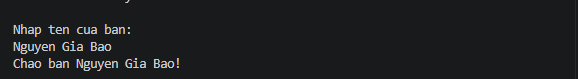 Nhap ten cua ban:
Nguyen Gia Bao
Chao ban Nguyen Gia Bao!